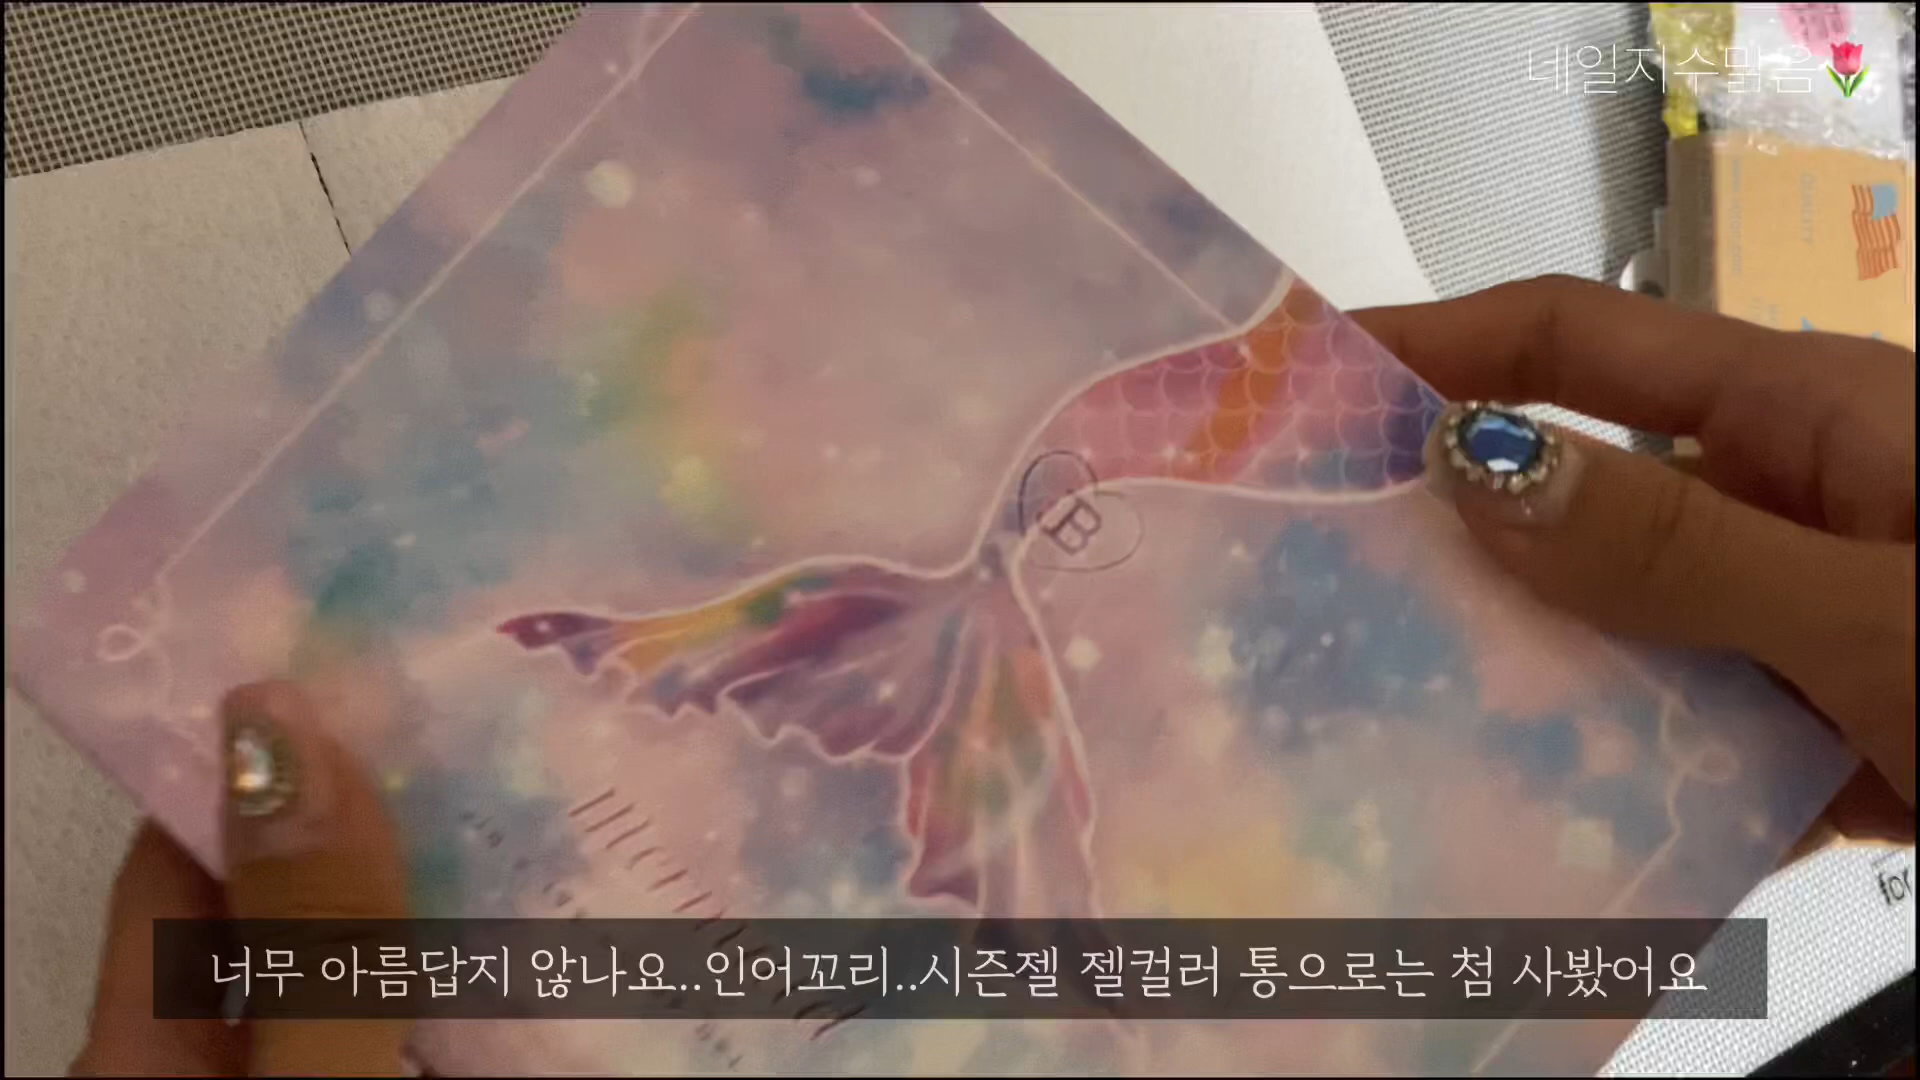 네일지수맑음🌷
B
for
너무 아름답지 않나요..인어꼬리..시즌젤 젤컬러 통으로는 첨 사봤어요